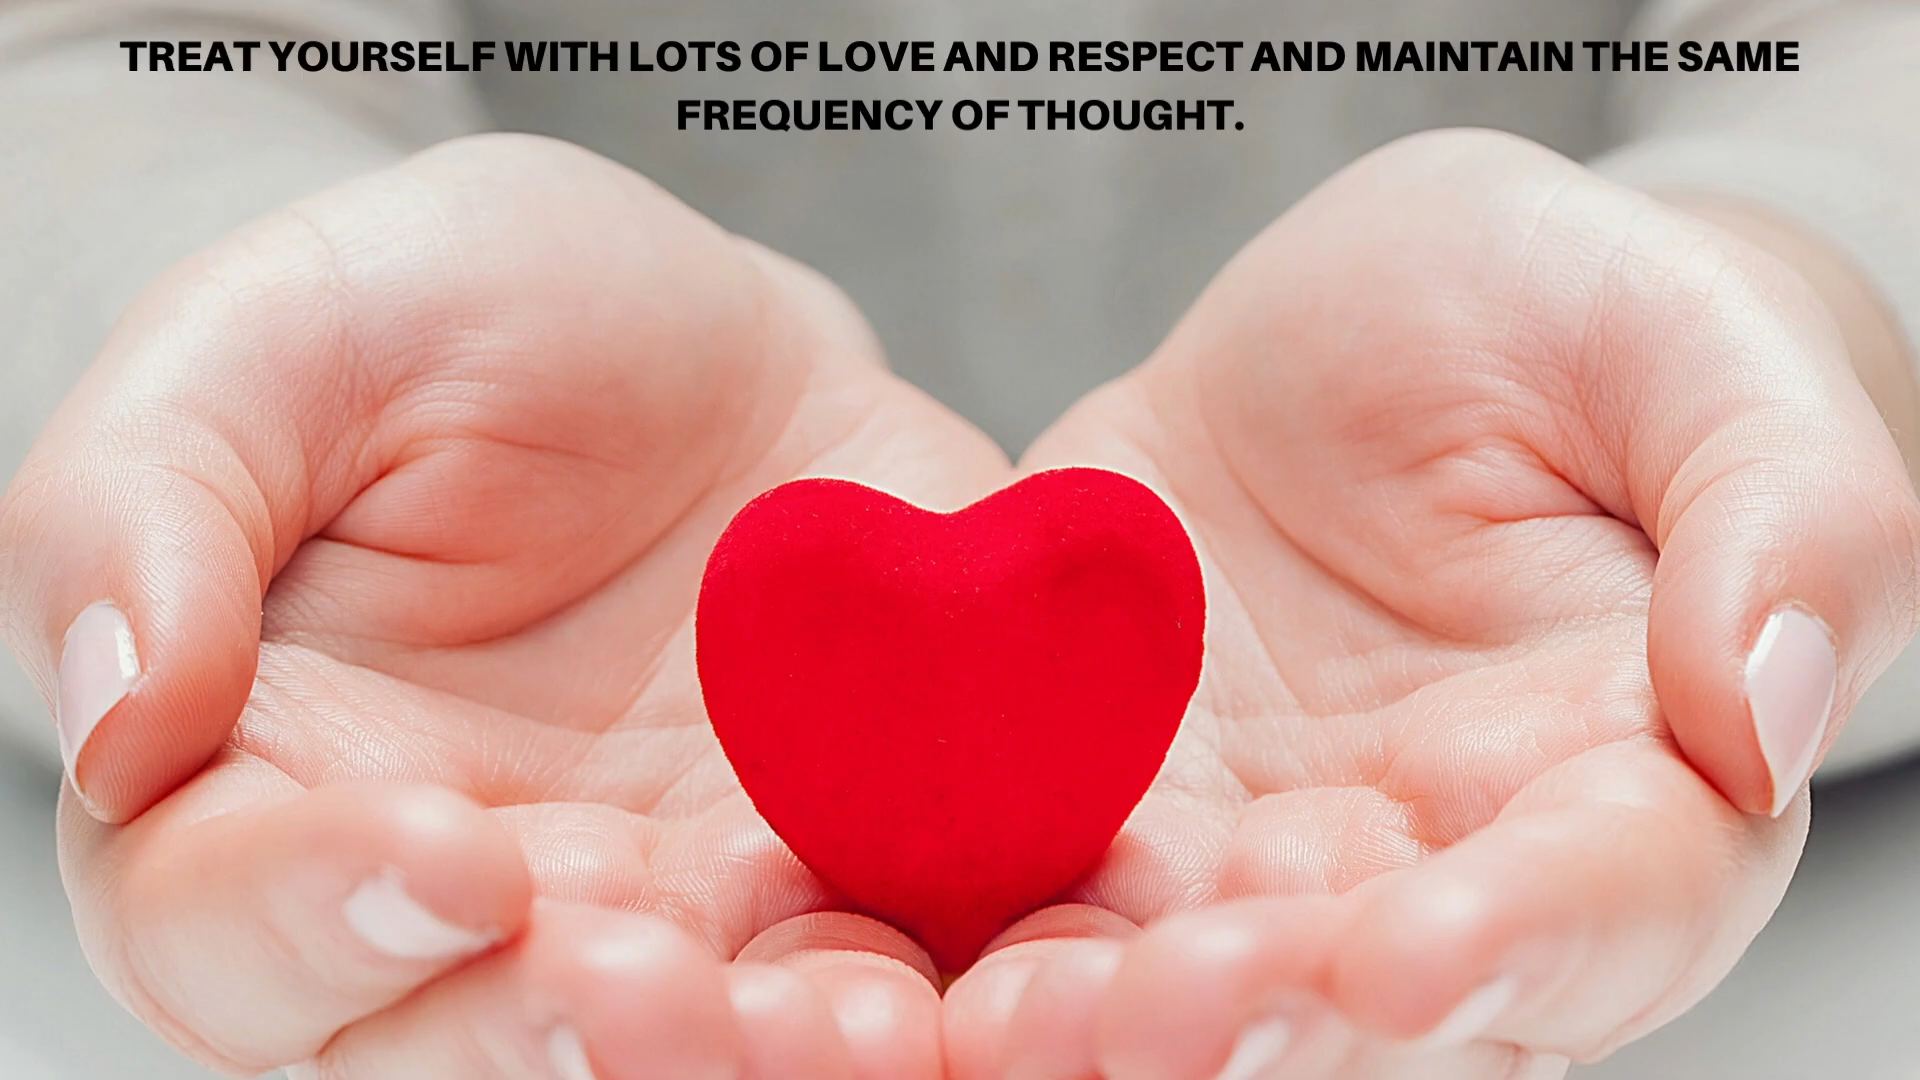 TREAT YOURSELF WITH LOTS OF LOVE AND RESPECT AND MAINTAIN THE SAME
FREQUENCY OF THOUGHT.